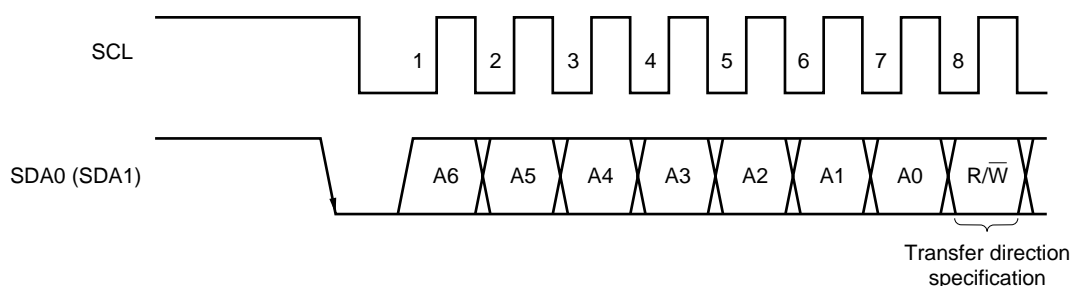 SCL
1 2 3 4 5 6 7 8
SDA0 (SDA1)
A6 A5 A4 A3 A2 A1 A0 R/W̅
Transfer direction
specification